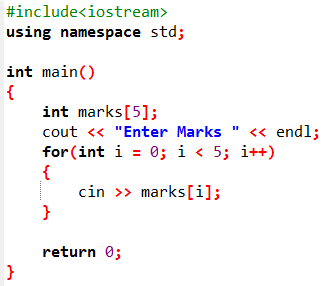 #include<iostream>
using namespace std;
int main()
{
int marks[5];
cout << "Enter Marks " << endl;
for(int i = 0; i < 5; i++)
{
cin >> marks[i];
}
return 0;
}